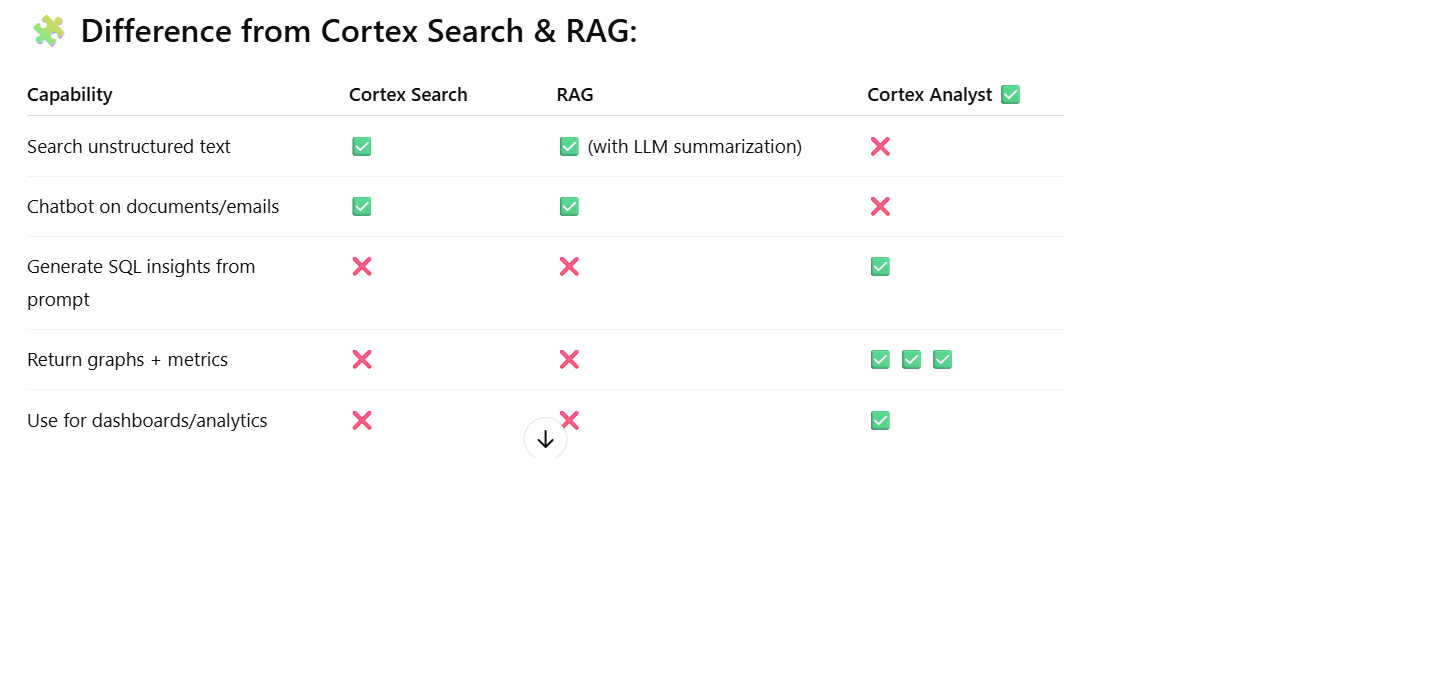 🧩 Difference from Cortex Search & RAG:
Capability Cortex Search RAG Cortex Analyst ✅
Search unstructured text ✅ ✅ (with LLM summarization) ❌
Chatbot on documents/emails ✅ ✅ ❌
Generate SQL insights from
prompt ❌ ❌ ✅
Return graphs + metrics ❌ ❌ ✅ ✅ ✅
Use for dashboards/analytics ❌ ❌ ✅